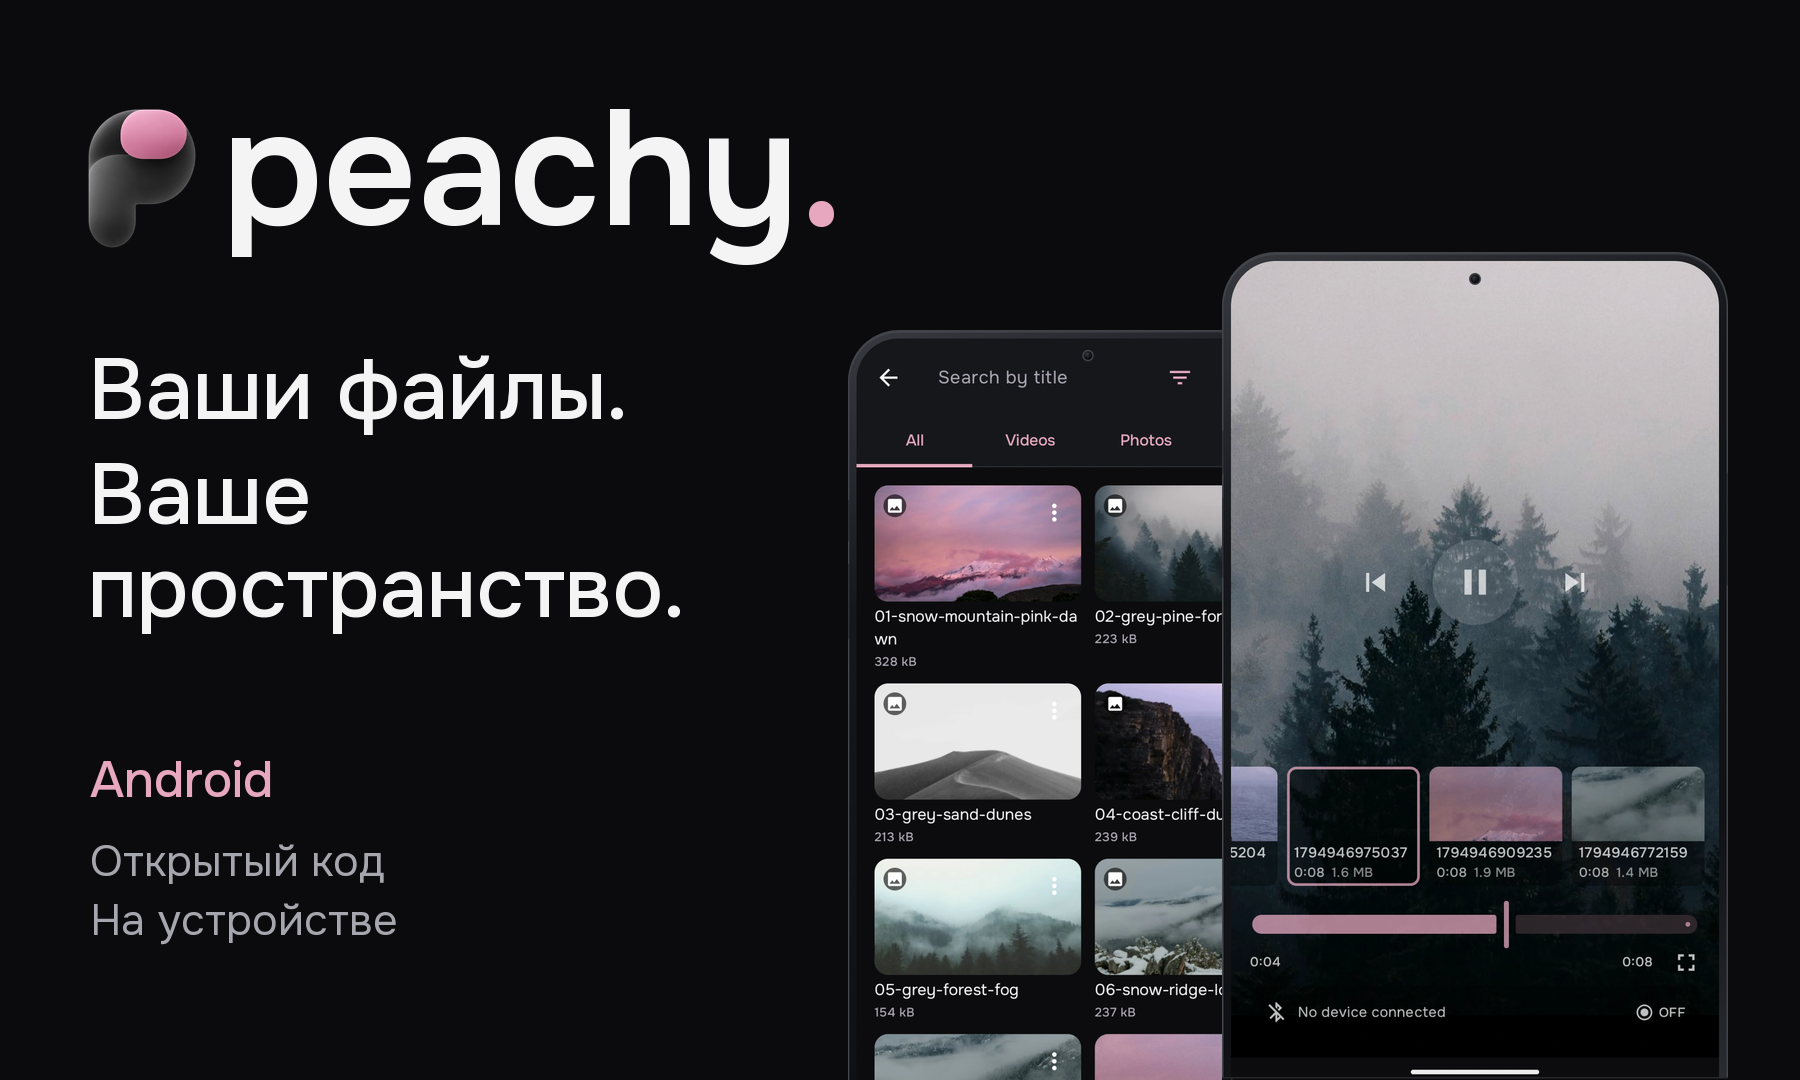 peachy.
Ваши файлы.
Ваше
пространство.
Android
Открытый код
На устройстве
Search by title
All Videos Photos
01-snow-mountain-pink-da
wn
328 kB
02-grey-pine-for
223 kB
03-grey-sand-dunes
213 kB
04-coast-cliff-du
239 kB
05-grey-forest-fog
154 kB
06-snow-ridge-lo
237 kB
5204
1794946975037
0:08 1.6 MB
1794946909235
0:08 1.9 MB
1794946772159
0:08 1.4 MB
0:04 0:08
No device connected OFF